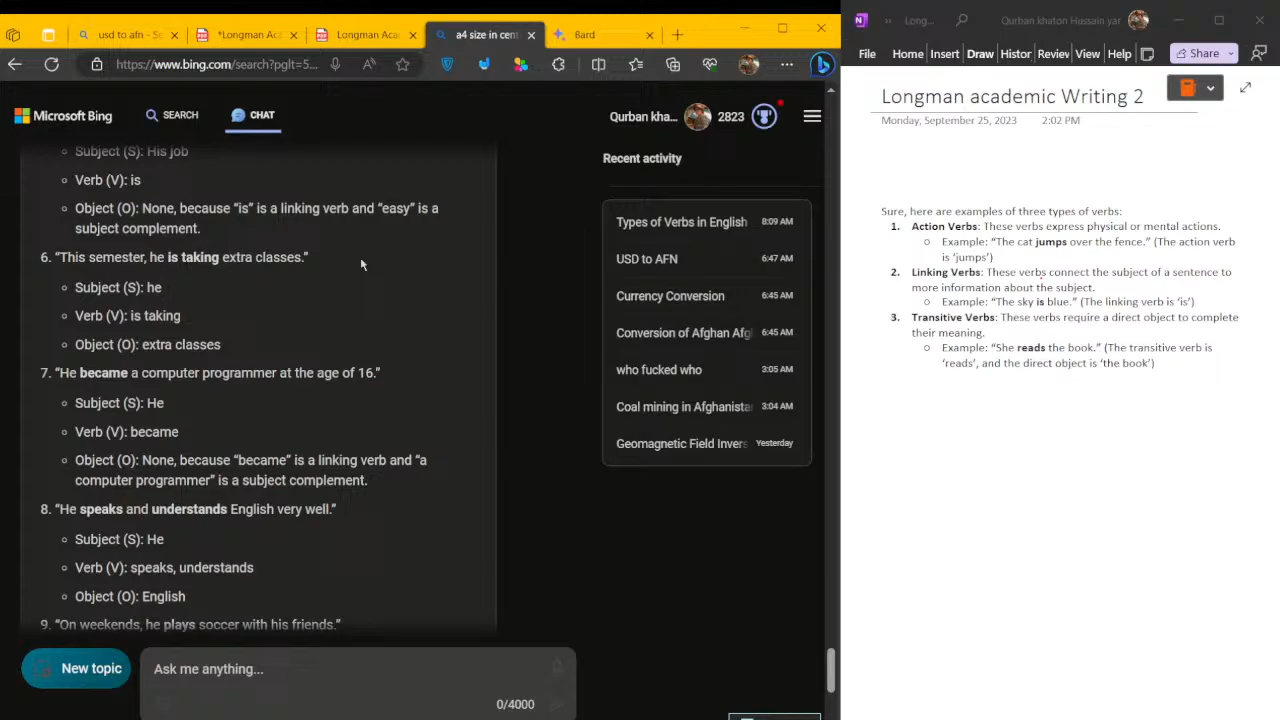 usd to afn - Se
*Longman Aca
Longman Aca
a4 size in cent
Bard
https://www.bing.com/search?pglt=5...
Microsoft Bing
SEARCH
CHAT
Qurban kha...
2823
Subject (S): His job
Verb (V): is
Object (O): None, because “is” is a linking verb and “easy” is a
subject complement.
6. “This semester, he is taking extra classes.”
Subject (S): he
Verb (V): is taking
Object (O): extra classes
7. “He became a computer programmer at the age of 16.”
Subject (S): He
Verb (V): became
Object (O): None, because “became” is a linking verb and “a
computer programmer” is a subject complement.
8. “He speaks and understands English very well.”
Subject (S): He
Verb (V): speaks, understands
Object (O): English
9. “On weekends, he plays soccer with his friends.”
New topic
Ask me anything...
0/4000
Recent activity
Types of Verbs in English 8:09 AM
USD to AFN 6:47 AM
Currency Conversion 6:45 AM
Conversion of Afghan Afg 6:45 AM
who fucked who 3:05 AM
Coal mining in Afghanista 3:04 AM
Geomagnetic Field Invers Yesterday
Long...
Qurban khaton Hussain yar
File Home Insert Draw Histor Review View Help Share
Longman academic Writing 2
Monday, September 25, 2023 2:02 PM
Sure, here are examples of three types of verbs:
1. Action Verbs: These verbs express physical or mental actions.
Example: “The cat jumps over the fence.” (The action verb
is ‘jumps’)
2. Linking Verbs: These verbs connect the subject of a sentence to
more information about the subject.
Example: “The sky is blue.” (The linking verb is ‘is’)
3. Transitive Verbs: These verbs require a direct object to complete
their meaning.
Example: “She reads the book.” (The transitive verb is
‘reads’, and the direct object is ‘the book’)